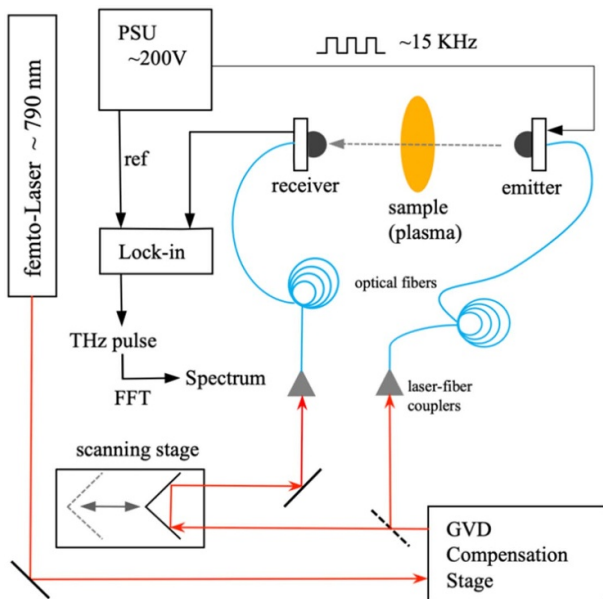 PSU
~200V
~15 KHz
femto-Laser ~ 790 nm
ref
receiver
emitter
sample
(plasma)
Lock-in
optical fibers
THz pulse
Spectrum
FFT
laser-fiber
couplers
scanning stage
GVD
Compensation
Stage